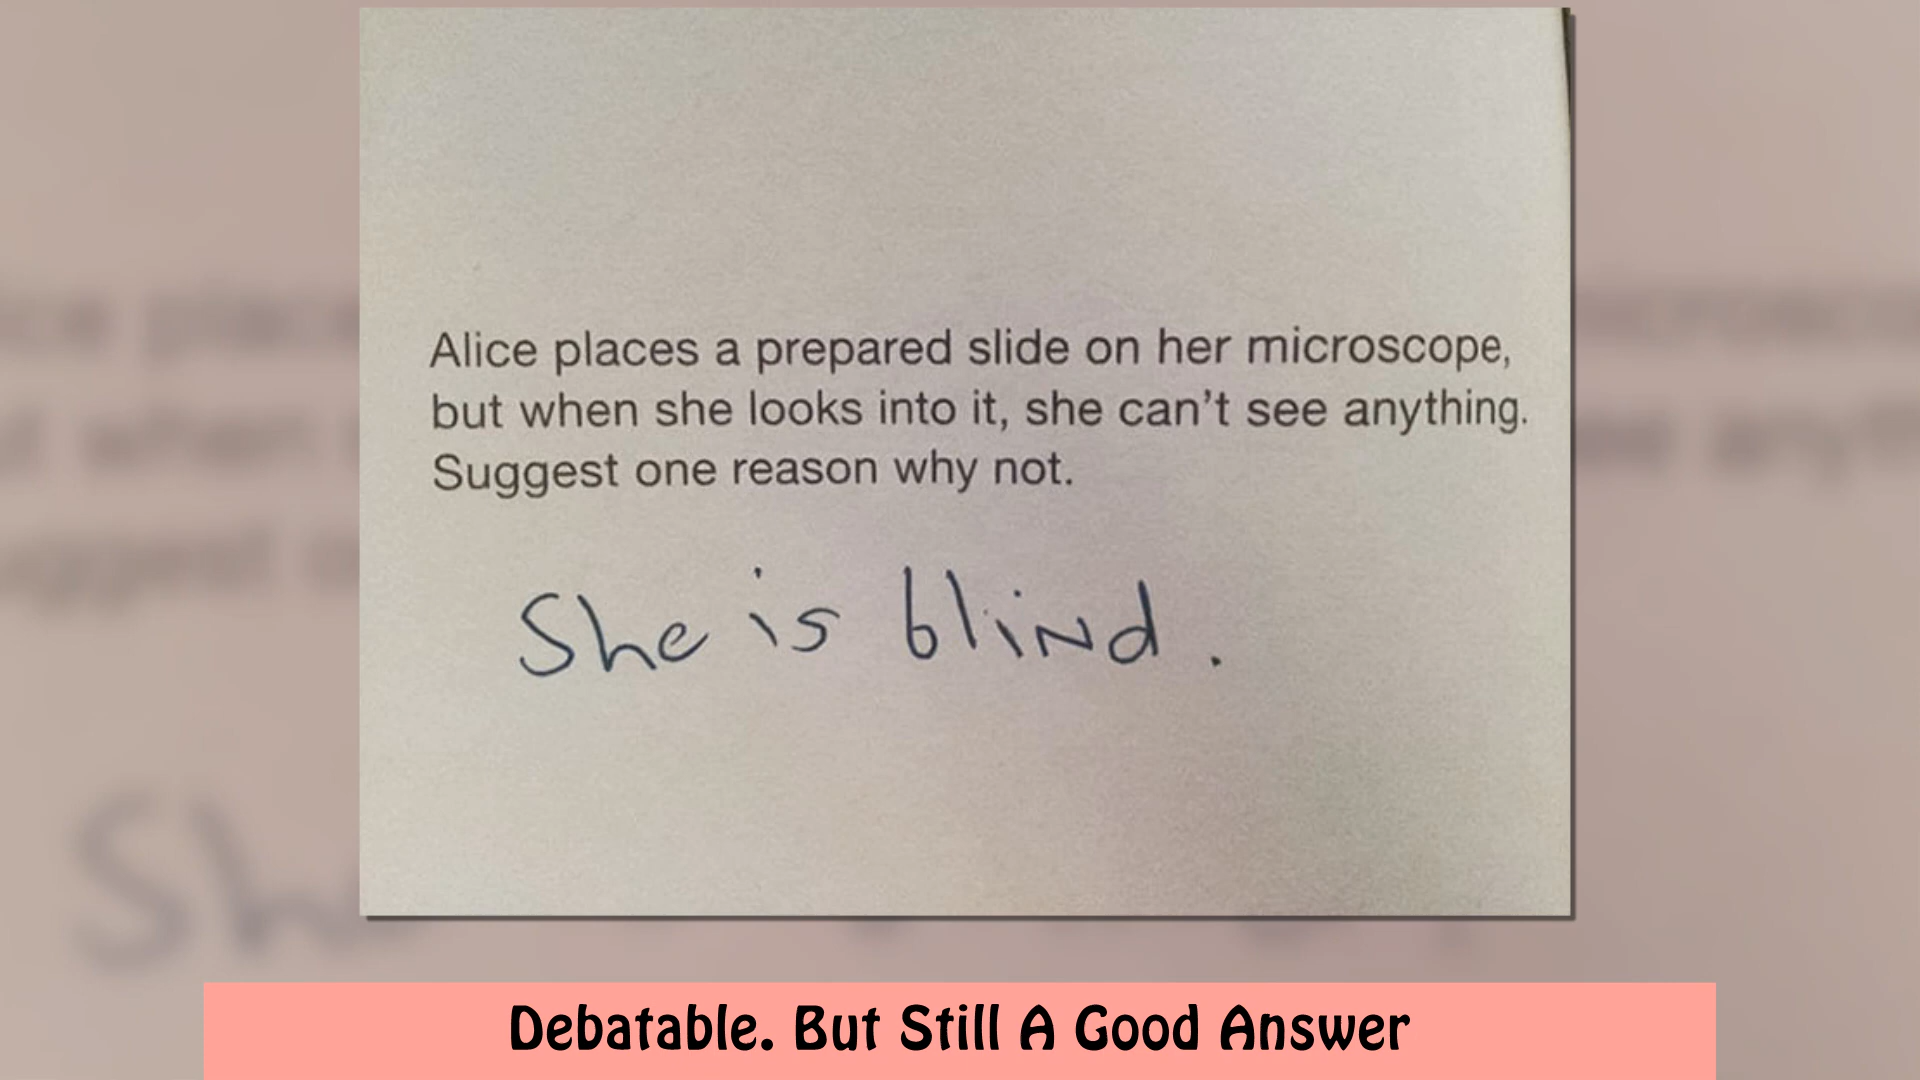 Alice places a prepared slide on her microscope,
but when she looks into it, she can't see anything.
Suggest one reason why not.
She is blind.
Debatable. But Still A Good Answer